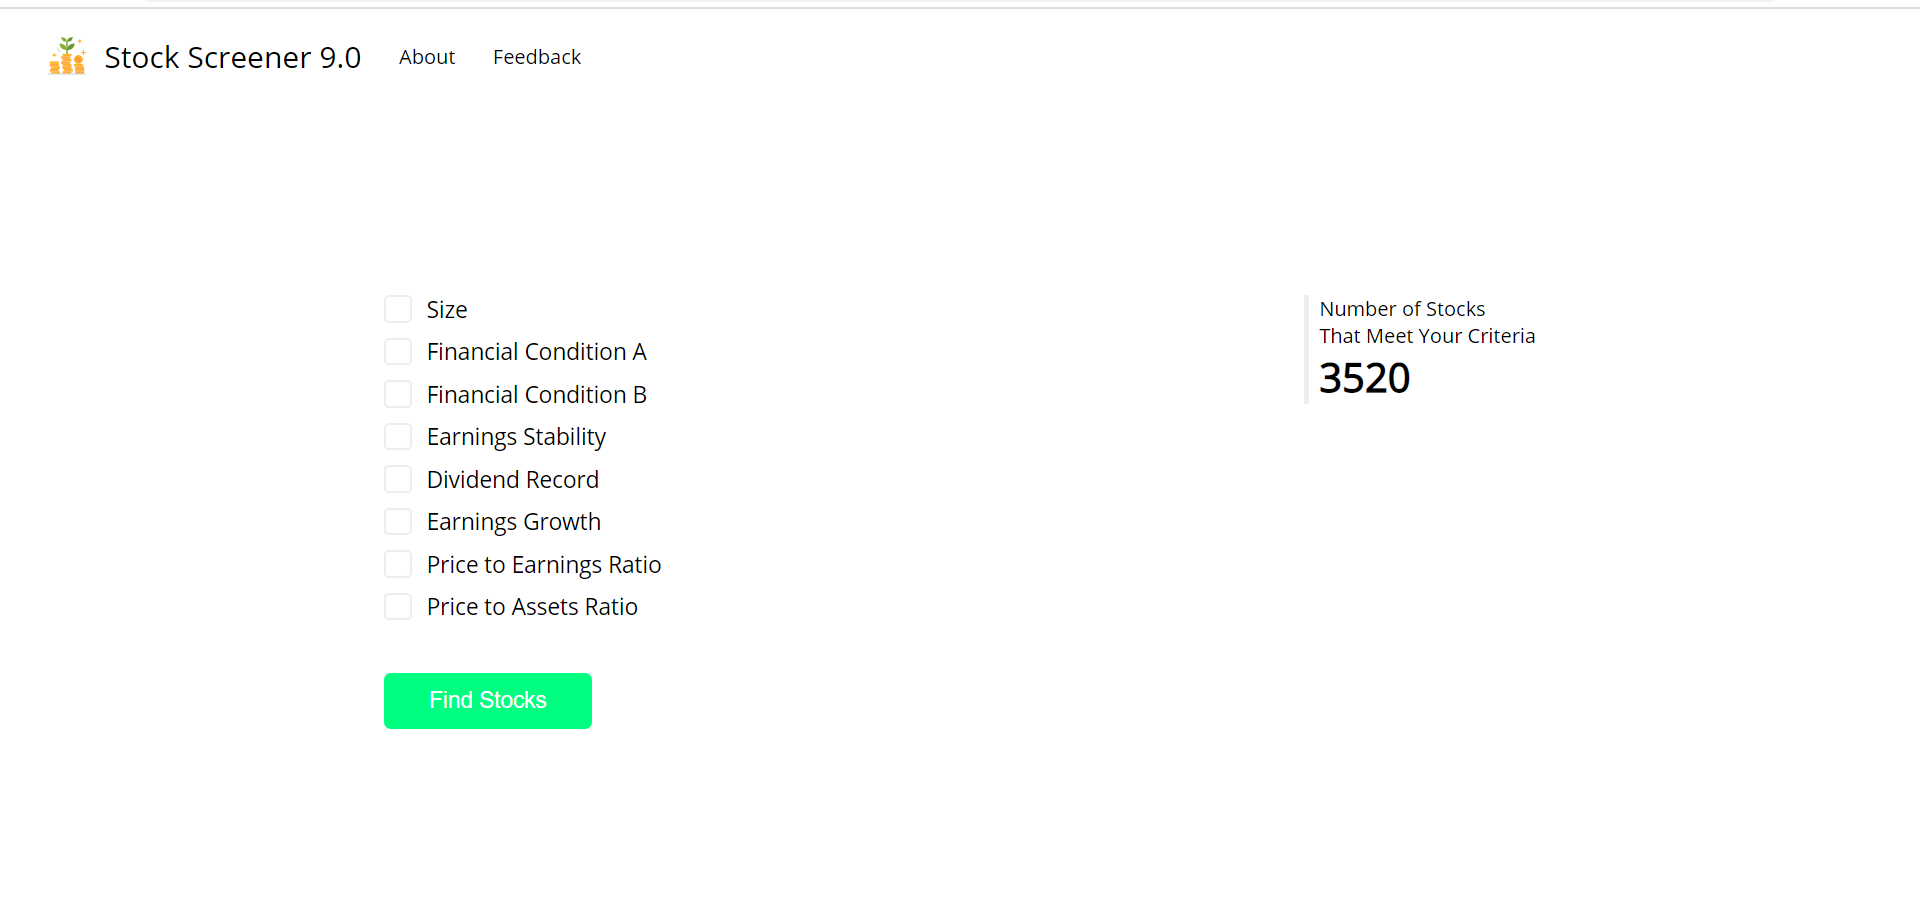 Stock Screener 9.0 About Feedback
Size
Financial Condition A
Financial Condition B
Earnings Stability
Dividend Record
Earnings Growth
Price to Earnings Ratio
Price to Assets Ratio
Find Stocks
Number of Stocks
That Meet Your Criteria
3520